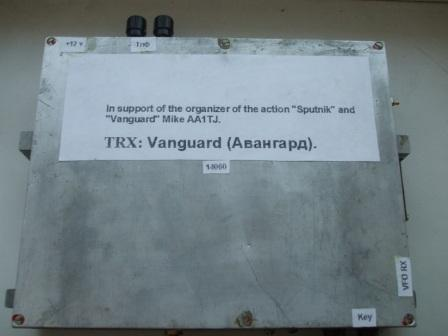 +12 v
Тлф
In support of the organizer of the action "Sputnik" and
"Vanguard" Mike AA1TJ.
TRX: Vanguard (Авангард).
14060
VFO RX
Key